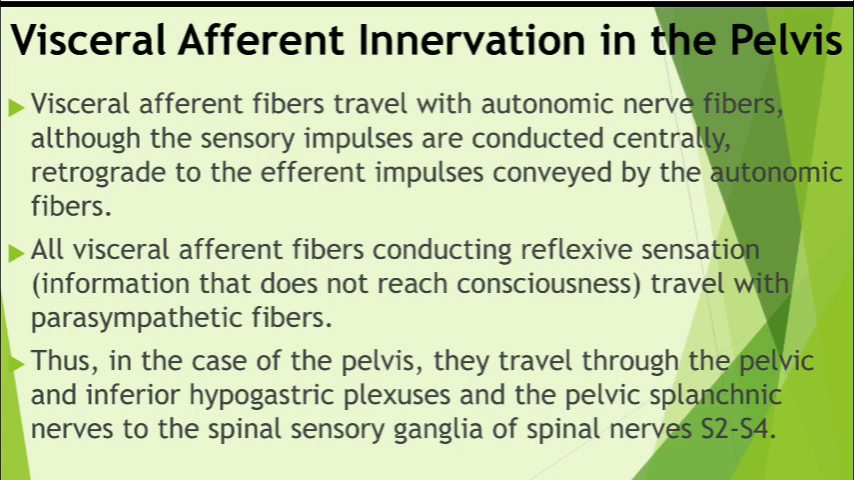 Visceral Afferent Innervation in the Pelvis
Visceral afferent fibers travel with autonomic nerve fibers,
although the sensory impulses are conducted centrally,
retrograde to the efferent impulses conveyed by the autonomic
fibers.
All visceral afferent fibers conducting reflexive sensation
(information that does not reach consciousness) travel with
parasympathetic fibers.
Thus, in the case of the pelvis, they travel through the pelvic
and inferior hypogastric plexuses and the pelvic splanchnic
nerves to the spinal sensory ganglia of spinal nerves S2-S4.